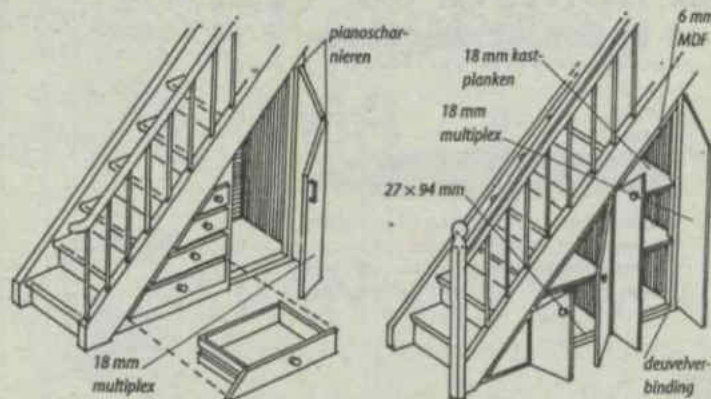 pianoschar-
nieren
18 mm
multiplex
6 mm
MDF
18 mm kast-
planken
18 mm
multiplex
27 × 94 mm
deuvelver-
binding